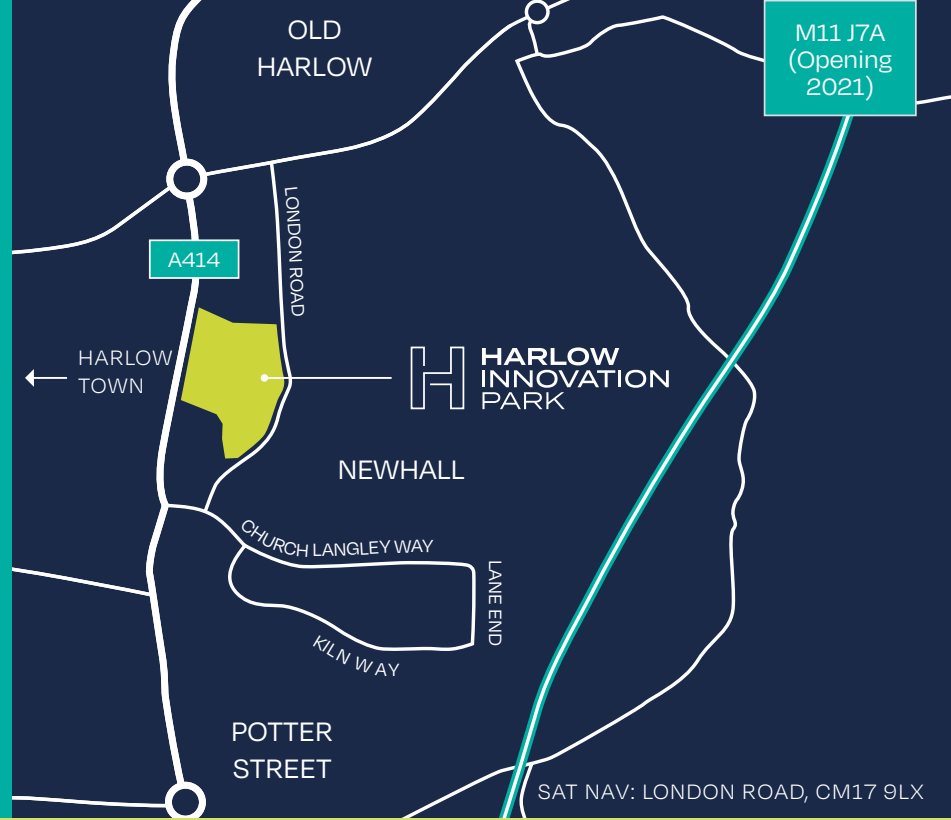 OLD
HARLOW
M11 J7A
(Opening
2021)
LONDON ROAD
A414
HARLOW
TOWN
HARLOW
INNOVATION
PARK
NEWHALL
CHURCH LANGLEY WAY
LANE END
KILN WAY
POTTER
STREET
SAT NAV: LONDON ROAD, CM17 9LX